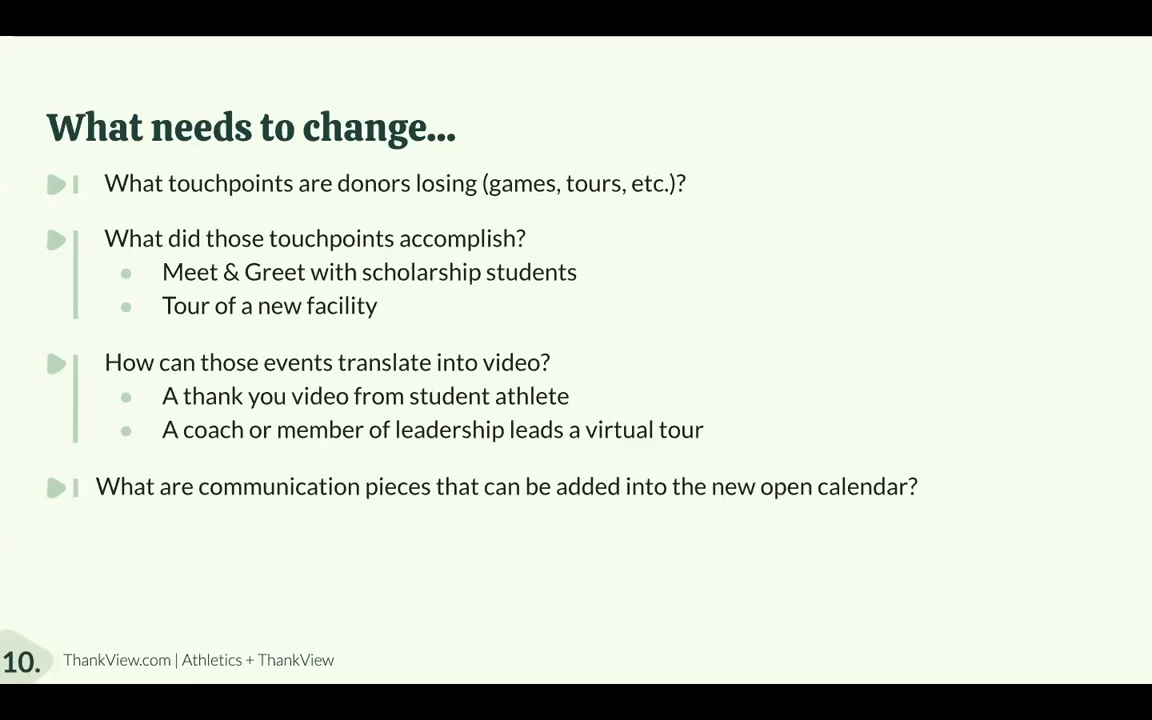 What needs to change...
What touchpoints are donors losing (games, tours, etc.)?
What did those touchpoints accomplish?
Meet & Greet with scholarship students
Tour of a new facility
How can those events translate into video?
A thank you video from student athlete
A coach or member of leadership leads a virtual tour
What are communication pieces that can be added into the new open calendar?
10. ThankView.com | Athletics + ThankView